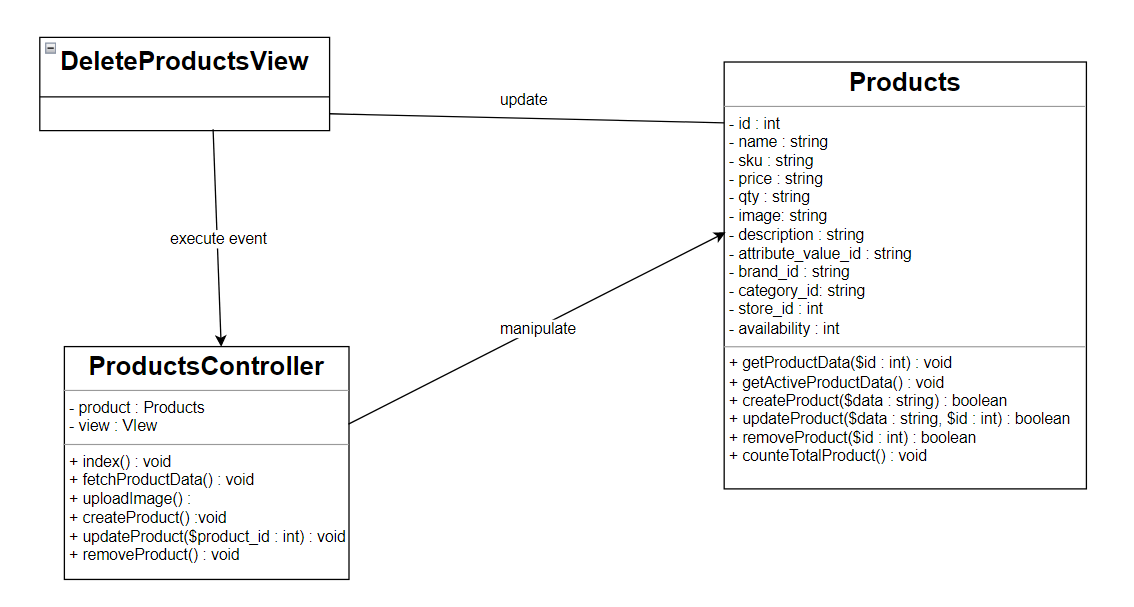 DeleteProductsView
update
execute event
manipulate
Products
- id : int
- name : string
- sku : string
- price : string
- qty : string
- image: string
- description : string
- attribute_value_id : string
- brand_id : string
- category_id: string
- store_id : int
- availability : int
+ getProductData($id : int) : void
+ getActiveProductData() : void
+ createProduct($data : string) : boolean
+ updateProduct($data : string, $id : int) : boolean
+ removeProduct($id : int) : boolean
+ counteTotalProduct() : void
ProductsController
- product : Products
- view : VIew
+ index() : void
+ fetchProductData() : void
+ uploadImage() :
+ createProduct() :void
+ updateProduct($product_id : int) : void
+ removeProduct() : void